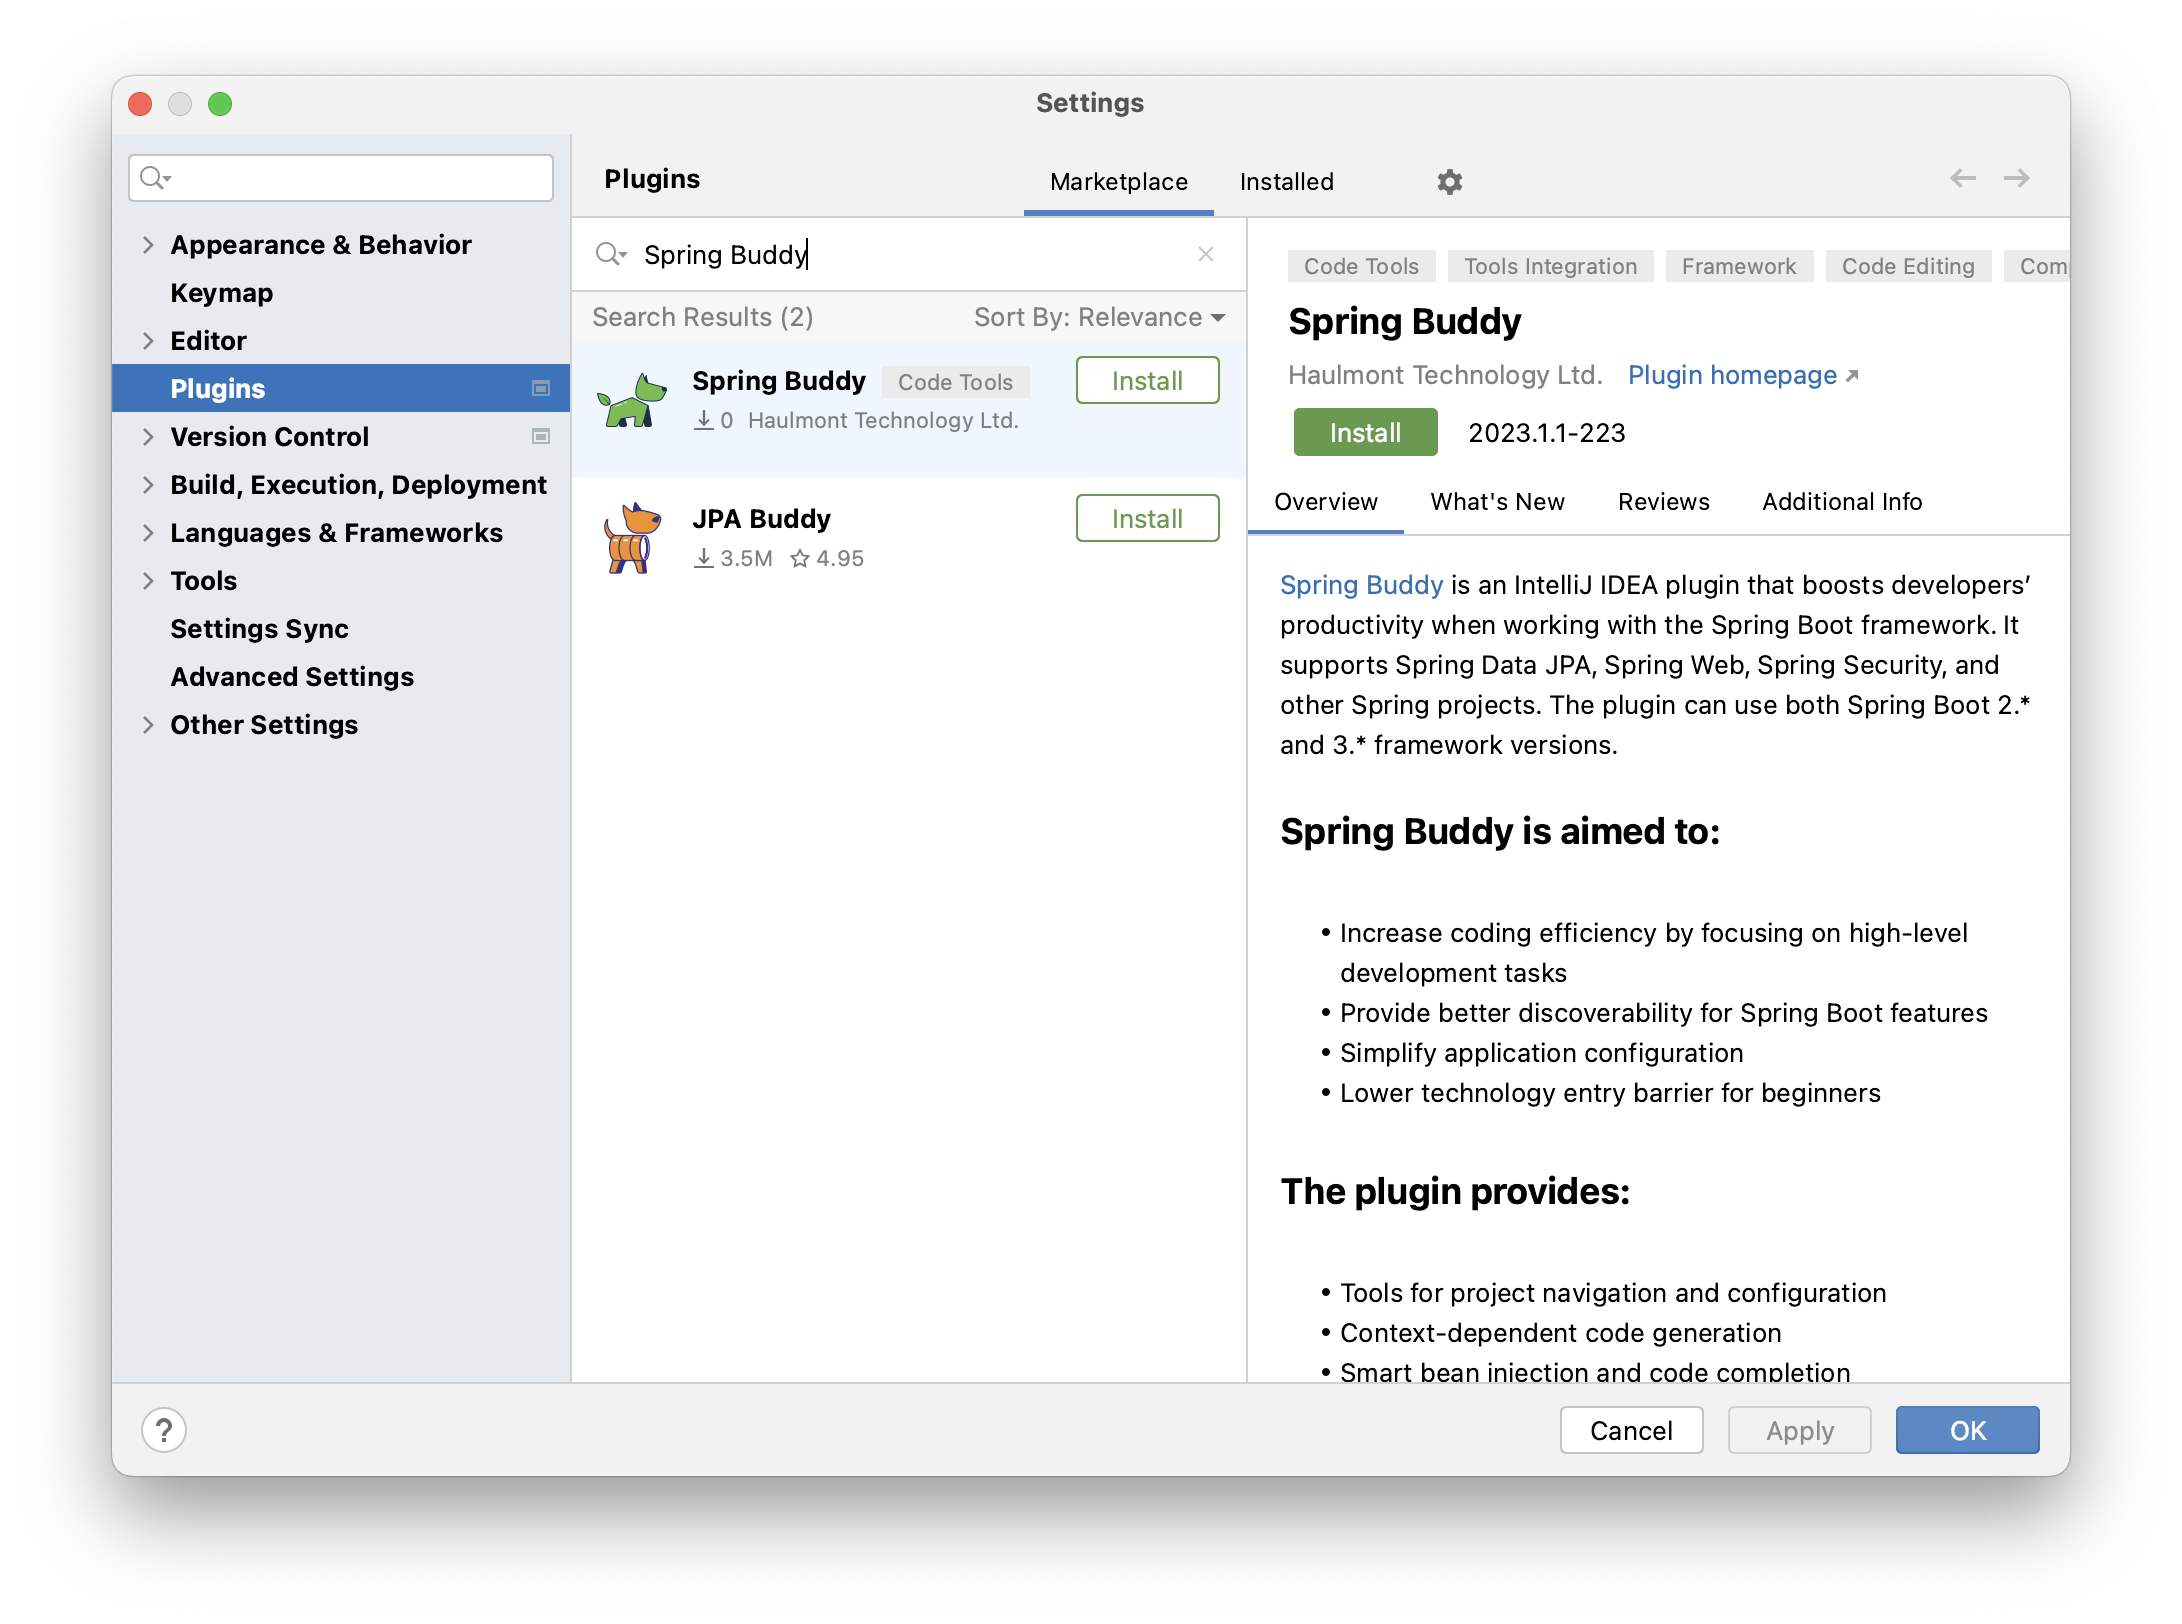 Settings
Appearance & Behavior
Keymap
Editor
Plugins
Version Control
Build, Execution, Deployment
Languages & Frameworks
Tools
Settings Sync
Advanced Settings
Other Settings
Plugins
Marketplace
Installed
Spring Buddy
Search Results (2)
Sort By: Relevance
Spring Buddy
Code Tools
Install
0 Haulmont Technology Ltd.
JPA Buddy
Install
3.5M 4.95
Code Tools
Tools Integration
Framework
Code Editing
Com
Spring Buddy
Haulmont Technology Ltd.
Plugin homepage
Install
2023.1.1-223
Overview
What's New
Reviews
Additional Info
Spring Buddy is an IntelliJ IDEA plugin that boosts developers’
productivity when working with the Spring Boot framework. It
supports Spring Data JPA, Spring Web, Spring Security, and
other Spring projects. The plugin can use both Spring Boot 2.*
and 3.* framework versions.
Spring Buddy is aimed to:
• Increase coding efficiency by focusing on high-level
development tasks
• Provide better discoverability for Spring Boot features
• Simplify application configuration
• Lower technology entry barrier for beginners
The plugin provides:
• Tools for project navigation and configuration
• Context-dependent code generation
• Smart bean injection and code completion
?
Cancel
Apply
OK